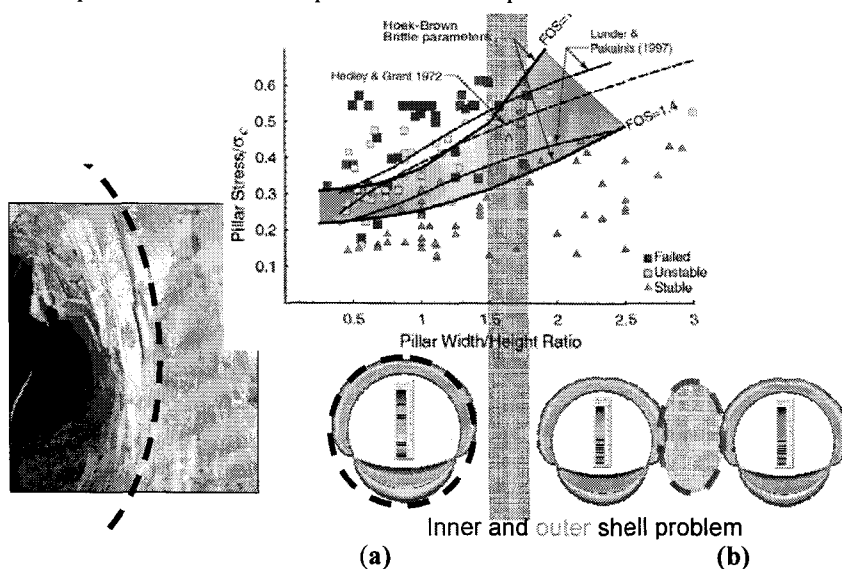 Hoek-Brown
Brittle parameters
FOS=1
Lunder &
Pakalnis (1997)
Hedley & Grant 1972
FOS=1.4
Pillar Stress/σc
0.6
0.5
0.4
0.3
0.2
0.1
Failed
Unstable
Stable
0.5
1
1.5
2
2.5
3
Pillar Width/Height Ratio
Inner and outer shell problem
(a)
(b)